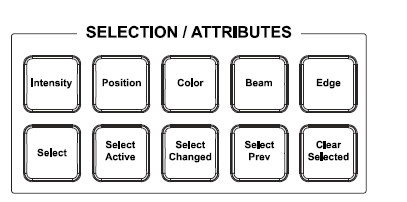 SELECTION / ATTRIBUTES
Intensity Position Color Beam Edge
Select Select Active Select Changed Select Prev Clear Selected